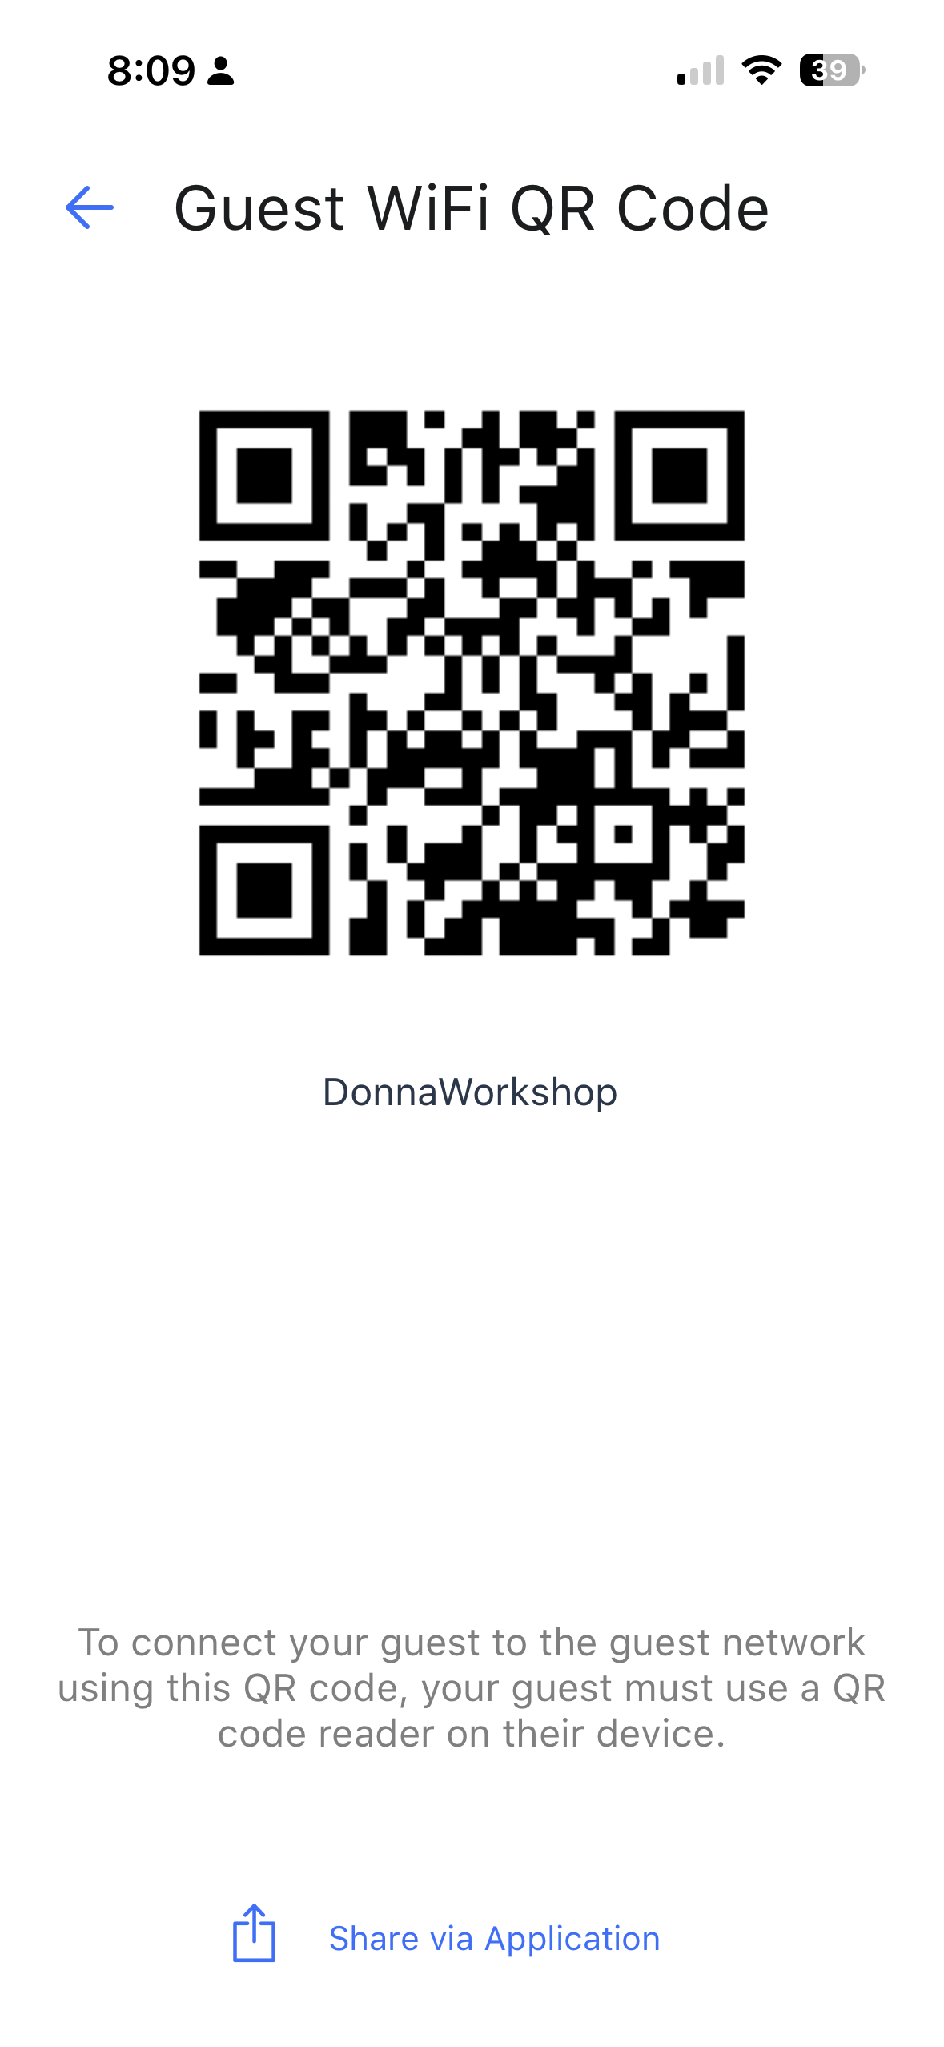 8:09
39
Guest WiFi QR Code
DonnaWorkshop
To connect your guest to the guest network
using this QR code, your guest must use a QR
code reader on their device.
Share via Application